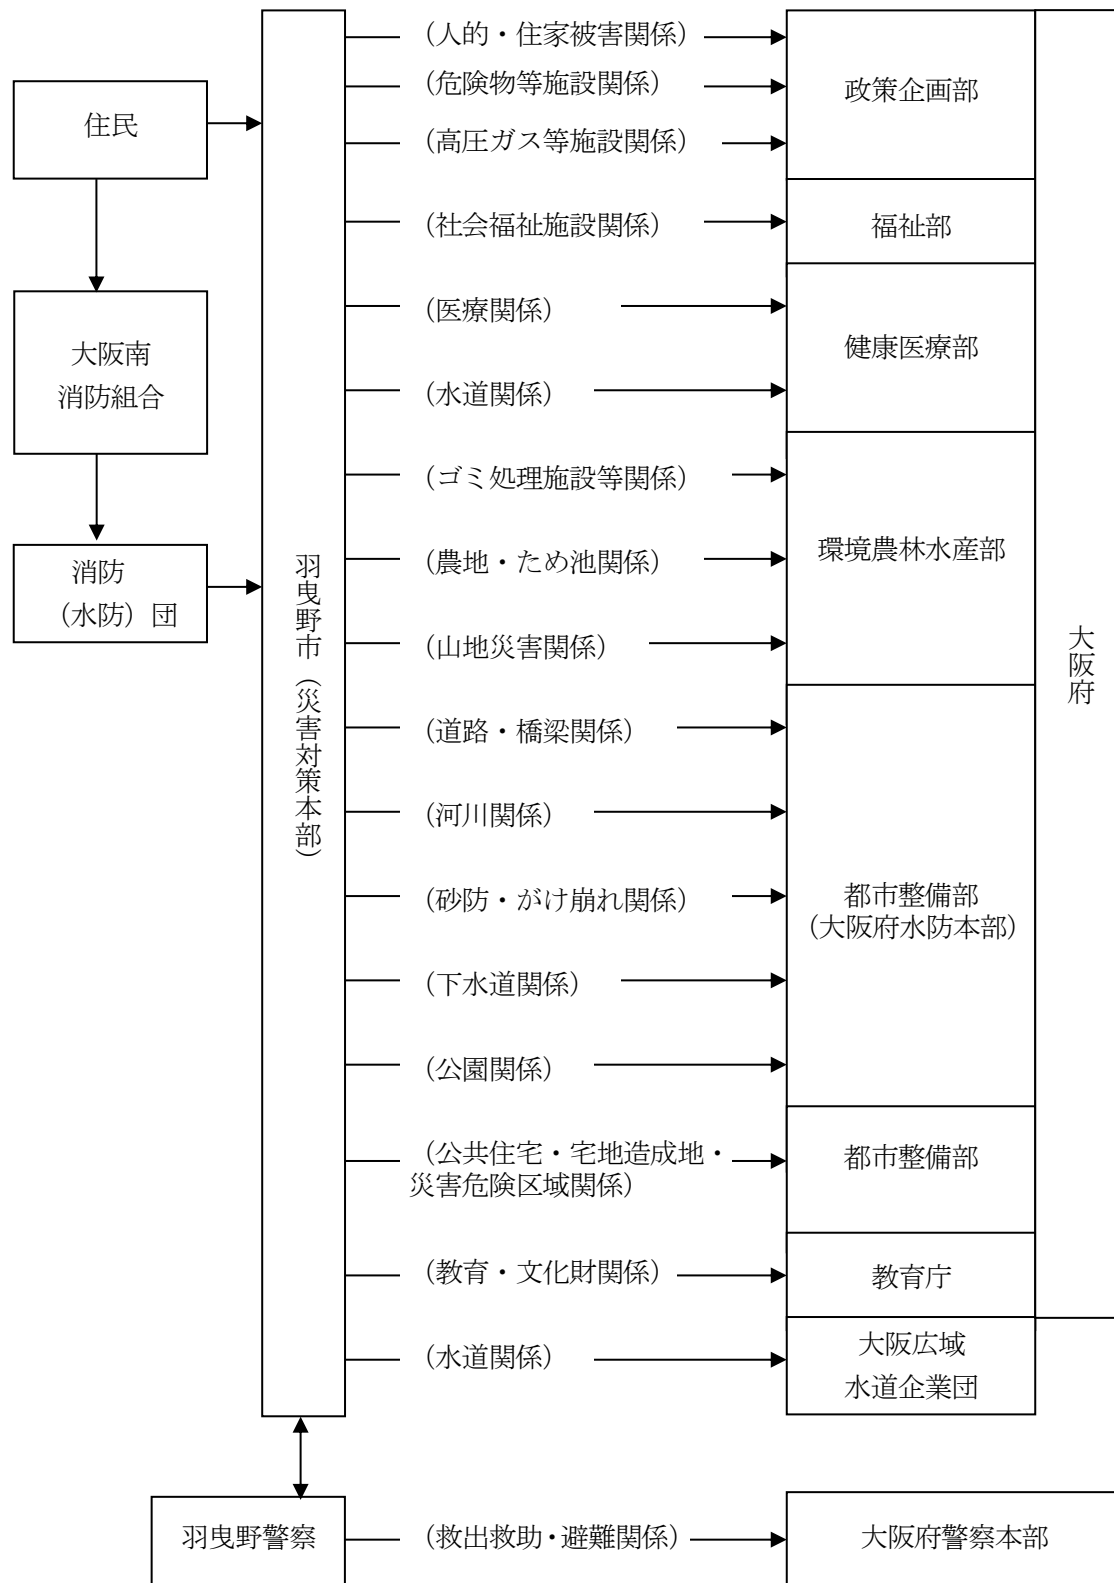 住民
大阪南
消防組合
消防
（水防）団
羽曳野市（災害対策本部）
（人的・住家被害関係）
（危険物等施設関係）
（高圧ガス等施設関係）
政策企画部
（社会福祉施設関係）
福祉部
（医療関係）
（水道関係）
健康医療部
（ゴミ処理施設等関係）
（農地・ため池関係）
（山地災害関係）
環境農林水産部
（道路・橋梁関係）
（河川関係）
（砂防・がけ崩れ関係）
（下水道関係）
（公園関係）
都市整備部
（大阪府水防本部）
（公共住宅・宅地造成地・
災害危険区域関係）
都市整備部
（教育・文化財関係）
教育庁
（水道関係）
大阪広域
水道企業団
大阪府
羽曳野警察
（救出救助・避難関係）
大阪府警察本部